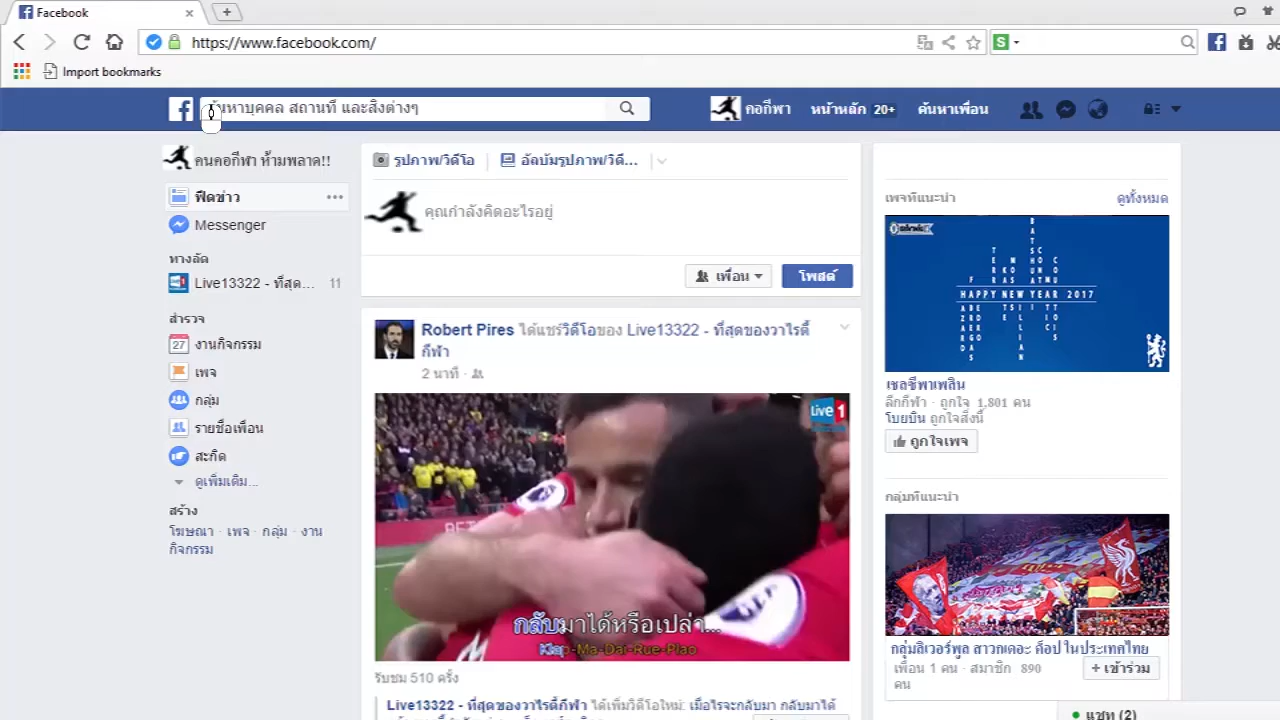 Facebook
https://www.facebook.com/
S
Import bookmarks
ค้นหาบุคคล สถานที่ และสิ่งต่างๆ
คอกีฬา
หน้าหลัก 20+
ค้นหาเพื่อน
คนคอกีฬา ห้ามพลาด!!
ฟีดข่าว
Messenger
ทางลัด
Live13322 - ที่สุด... 11
สำรวจ
27 งานกิจกรรม
เพจ
กลุ่ม
รายชื่อเพื่อน
สะกิด
ดูเพิ่มเติม...
สร้าง
โฆษณา · เพจ · กลุ่ม · งาน
กิจกรรม
รูปภาพ/วิดีโอ
อัลบั้มรูปภาพ/วิดี...
คุณกำลังคิดอะไรอยู่
เพื่อน
โพสต์
Robert Pires ได้แชร์วิดีโอของ Live13322 - ที่สุดของวาไรตี้
กีฬา
2 นาที ·
Live 1
กลับมาได้หรือเปล่า...
Klap-Ma-Dai-Rue-Plao
รับชม 510 ครั้ง
Live13322 - ที่สุดของวาไรตี้กีฬา ได้เพิ่มวิดีโอใหม่: เมื่อไรจะกลับมา กลับมาได้
เพจที่แนะนำ
ดูทั้งหมด
HAPPY NEW YEAR 2017
เชลซีพาเพลิน
ลีกกีฬา · ถูกใจ 1,801 คน
โบยบิน ถูกใจสิ่งนี้
ถูกใจเพจ
กลุ่มที่แนะนำ
กลุ่มลิเวอร์พูล สาวกเดอะ ค็อป ในประเทศไทย
เพื่อน 1 คน · สมาชิก 890
คน
+ เข้าร่วม
แชท (2)